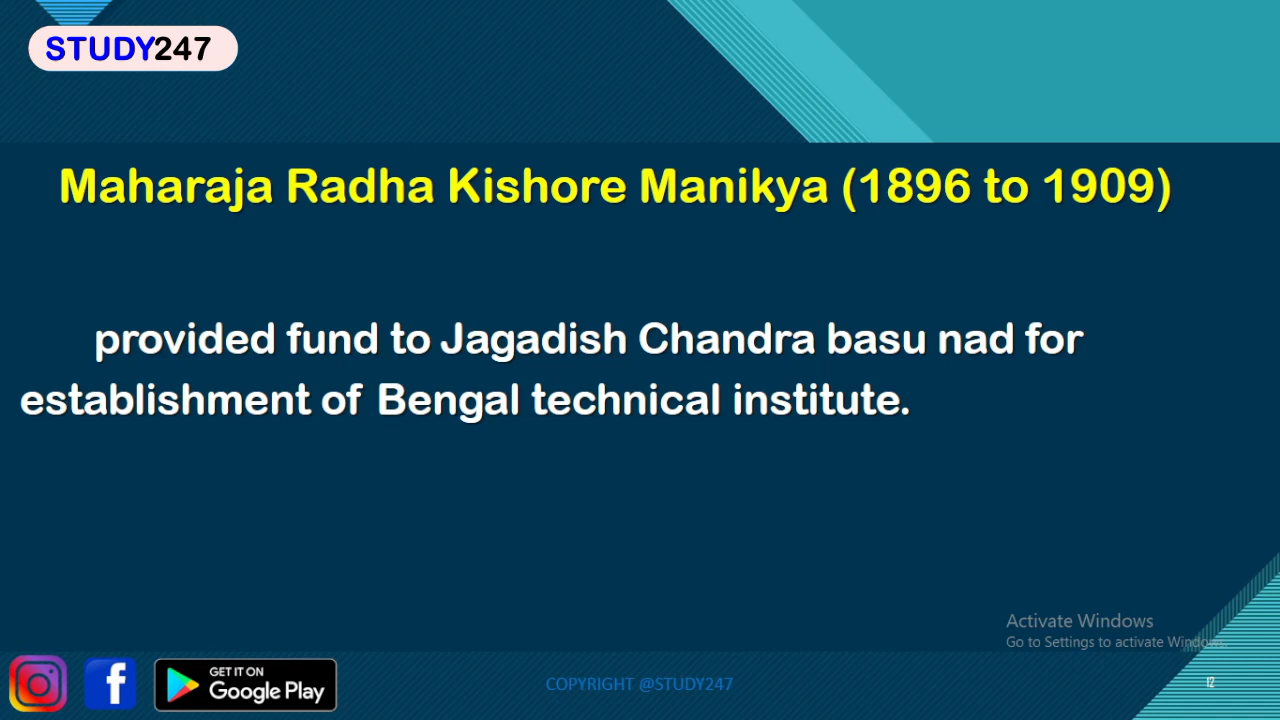 STUDY247
Maharaja Radha Kishore Manikya (1896 to 1909)
provided fund to Jagadish Chandra basu nad for
establishment of Bengal technical institute.
Activate Windows
Go to Settings to activate Windows.
GET IT ON
Google Play
COPYRIGHT @STUDY247
12